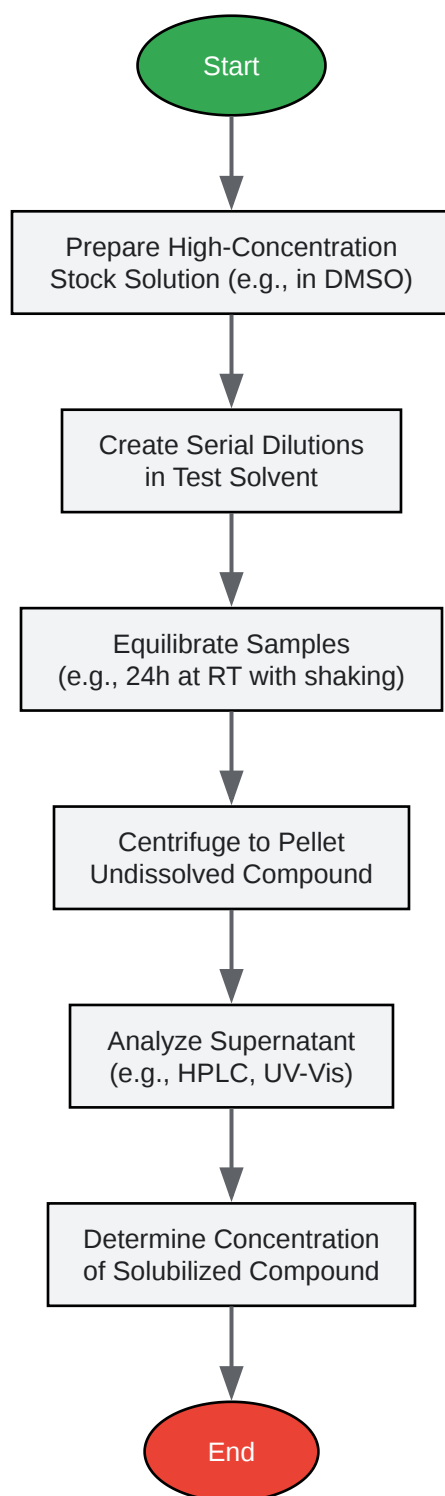 Start
Prepare High-Concentration
Stock Solution (e.g., in DMSO)
Create Serial Dilutions
in Test Solvent
Equilibrate Samples
(e.g., 24h at RT with shaking)
Centrifuge to Pellet
Undissolved Compound
Analyze Supernatant
(e.g., HPLC, UV-Vis)
Determine Concentration
of Solubilized Compound
End